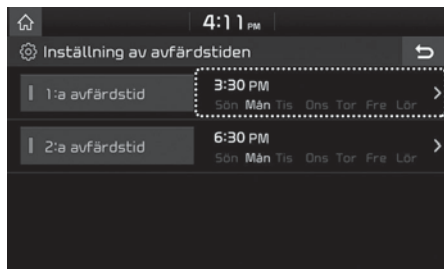 4:11 PM
Inställning av avfärdstiden
1:a avfärdstid
3:30 PM
Sön Mån Tis Ons Tor Fre Lör
2:a avfärdstid
6:30 PM
Sön Mån Tis Ons Tor Fre Lör